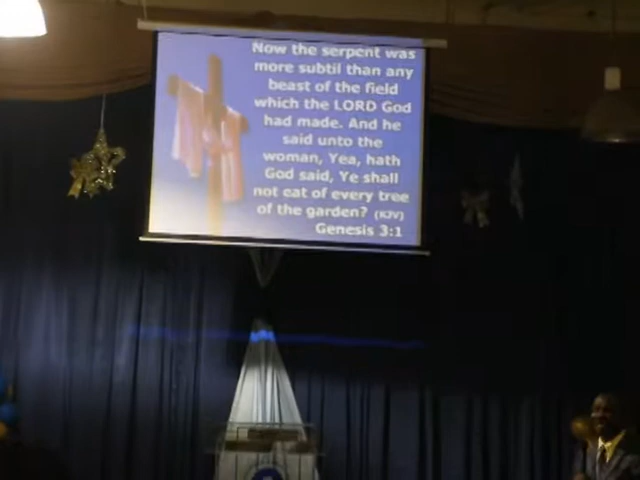 Now the serpent was
more subtil than any
beast of the field
which the LORD God
had made. And he
said unto the
woman, Yea, hath
God said, Ye shall
not eat of every tree
of the garden? (KJV)
Genesis 3:1